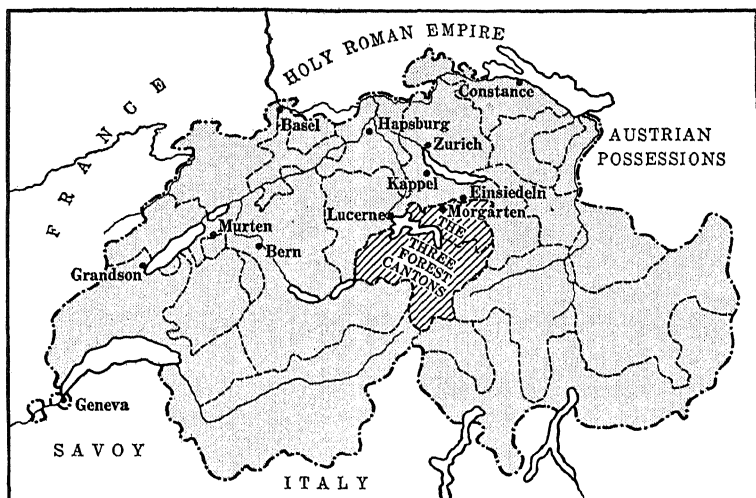 HOLY ROMAN EMPIRE
FRANCE
Constance
Basel
Hapsburg
Zurich
AUSTRIAN
POSSESSIONS
Kappel
Einsiedeln
Lucerne
Morgarten
Murten
Bern
THE
THREE
FOREST
CANTONS
Grandson
Geneva
SAVOY
ITALY